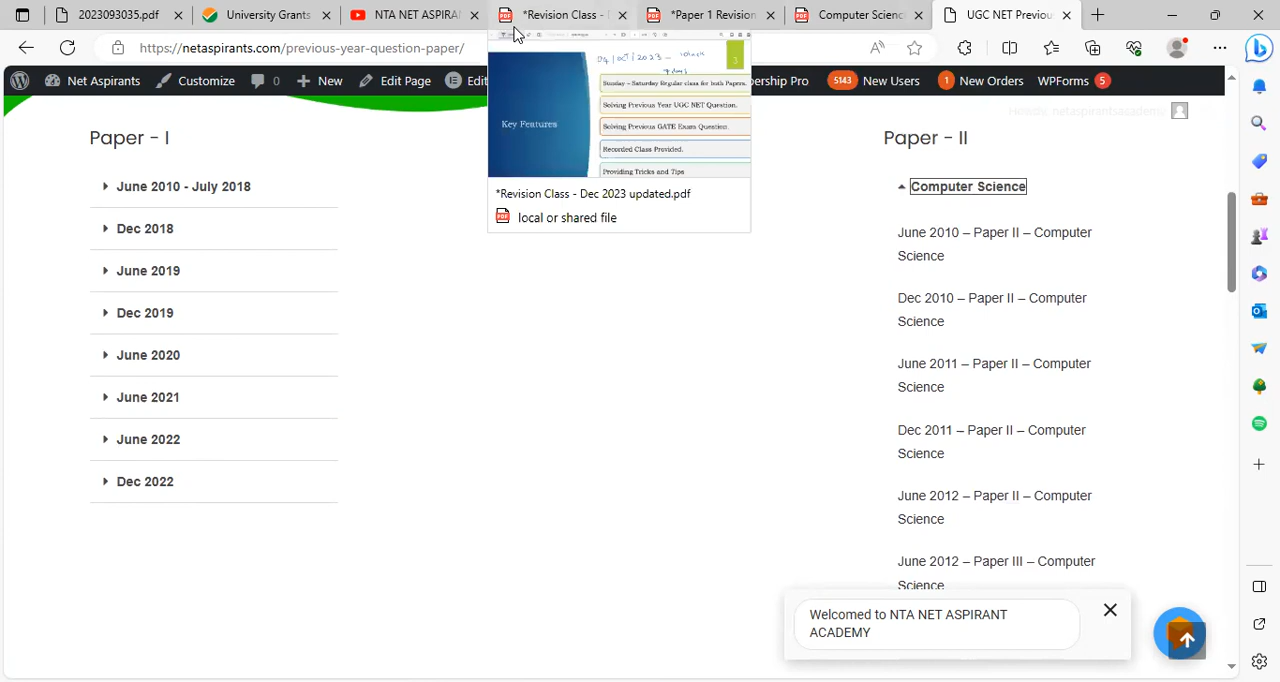 2023093035.pdf
University Grants
NTA NET ASPIRA
*Revision Class -
*Paper 1 Revision
Computer Scienc
UGC NET Previou
https://netaspirants.com/previous-year-question-paper/
Net Aspirants
Customize
0
New
Edit Page
Edit
ership Pro
5143 New Users
1 New Orders
WPForms 5
Howdy, netaspirantsacademy
04/Oct/2023 -
3
Key Features
Sunday - Saturday Regular class for both Papers.
Solving Previous Year UGC NET Question.
Solving Previous GATE Exam Question.
Recorded Class Provided.
Providing Tricks and Tips
*Revision Class - Dec 2023 updated.pdf
local or shared file
Paper - I
June 2010 - July 2018
Dec 2018
June 2019
Dec 2019
June 2020
June 2021
June 2022
Dec 2022
Paper - II
Computer Science
June 2010 – Paper II – Computer
Science
Dec 2010 – Paper II – Computer
Science
June 2011 – Paper II – Computer
Science
Dec 2011 – Paper II – Computer
Science
June 2012 – Paper II – Computer
Science
June 2012 – Paper III – Computer
Science
Welcomed to NTA NET ASPIRANT
ACADEMY